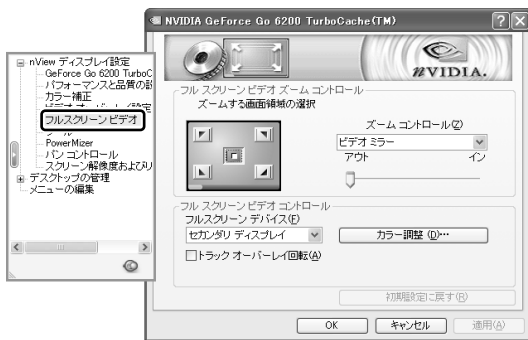 NVIDIA GeForce Go 6200 TurboCache(TM)
nView ディスプレイ設定
GeForce Go 6200 TurboC
パフォーマンスと品質の設
カラー補正
フルスクリーン ビデオ
PowerMizer
パン コントロール
スクリーン解像度およびリ
デスクトップの管理
メニューの編集
NVIDIA.
フル スクリーン ビデオ ズーム コントロール
ズームする画面領域の選択
ズーム コントロール(Z)
ビデオ ミラー
アウト
イン
フル スクリーン ビデオ コントロール
フルスクリーン デバイス(F)
セカンダリ ディスプレイ
カラー調整 (D)...
トラック オーバーレイ回転(A)
初期設定に戻す(R)
OK
キャンセル
適用(A)